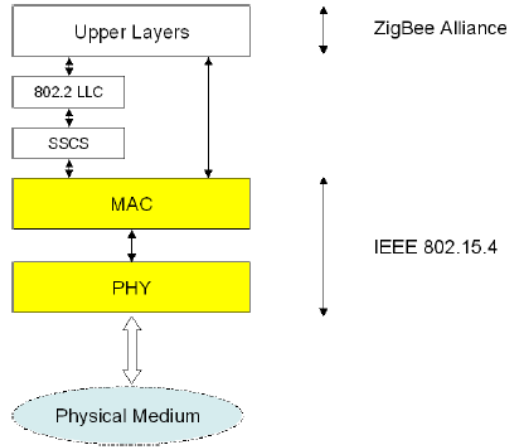 Upper Layers
ZigBee Alliance
802.2 LLC
SSCS
MAC
IEEE 802.15.4
PHY
Physical Medium